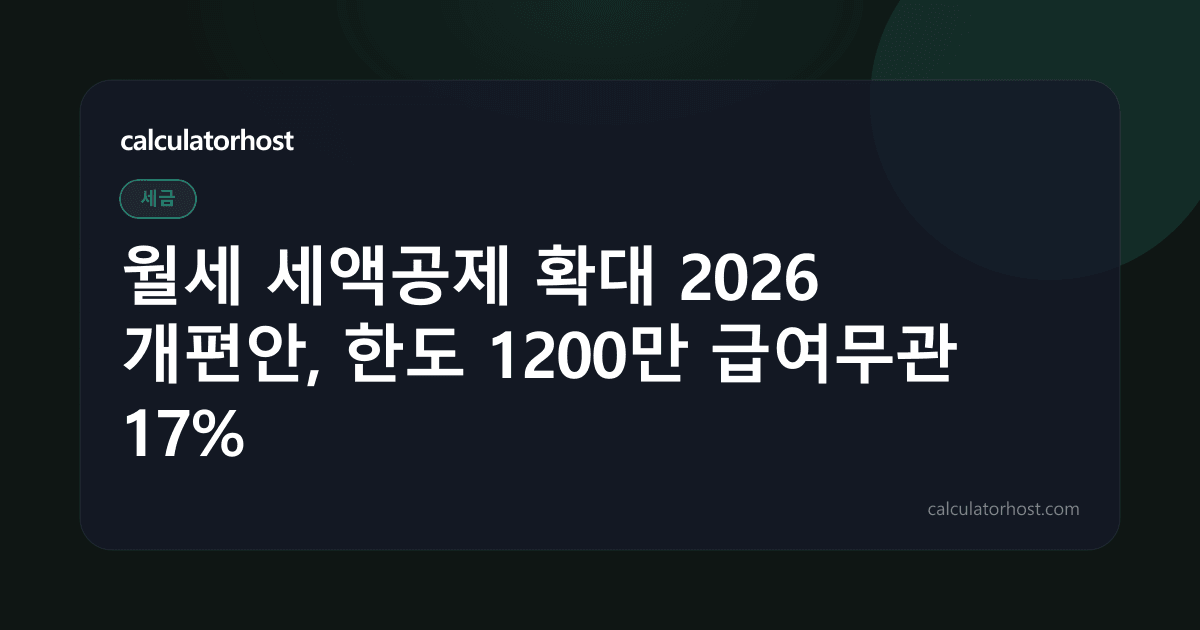 calculatorhost
세금
월세 세액공제 확대 2026
개편안, 한도 1200만 급여무관
17%
calculatorhost.com